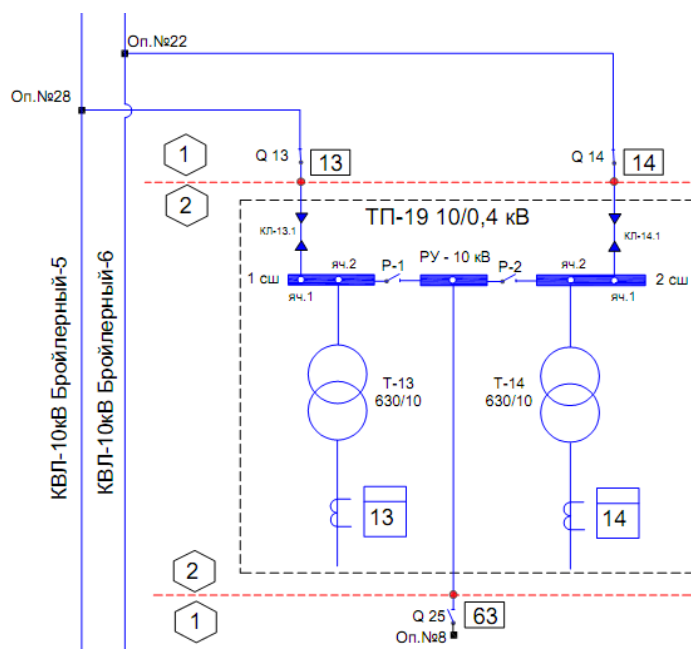 Оп.№22
Оп.№28
1
Q 13
13
Q 14
14
2
ТП-19 10/0,4 кВ
КЛ-13.1
КЛ-14.1
1 сш
яч.2
Р-1
РУ - 10 кВ
Р-2
яч.2
2 сш
яч.1
яч.1
Т-13
630/10
Т-14
630/10
КВЛ-10кВ Бройлерный-5
КВЛ-10кВ Бройлерный-6
13
14
2
1
Q 25
63
Оп.№8